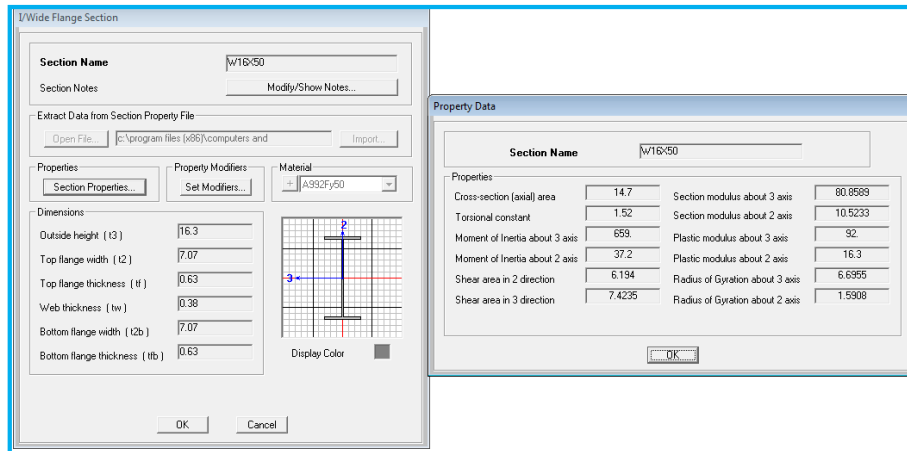 I/Wide Flange Section
Section Name W16X50
Section Notes Modify/Show Notes...
Extract Data from Section Property File
Open File... c:\program files (x86)\computers and Import...
Properties Property Modifiers Material
Section Properties... Set Modifiers... + A992Fy50
Dimensions
Outside height ( t3 ) 16.3
Top flange width ( t2 ) 7.07
Top flange thickness ( tf ) 0.63
Web thickness ( tw ) 0.38
Bottom flange width ( t2b ) 7.07
Bottom flange thickness ( tfb ) 0.63
2
3
Display Color
OK Cancel
Property Data
Section Name W16X50
Properties
Cross-section (axial) area 14.7 Section modulus about 3 axis 80.8589
Torsional constant 1.52 Section modulus about 2 axis 10.5233
Moment of Inertia about 3 axis 659. Plastic modulus about 3 axis 92.
Moment of Inertia about 2 axis 37.2 Plastic modulus about 2 axis 16.3
Shear area in 2 direction 6.194 Radius of Gyration about 3 axis 6.6955
Shear area in 3 direction 7.4235 Radius of Gyration about 2 axis 1.5908
OK